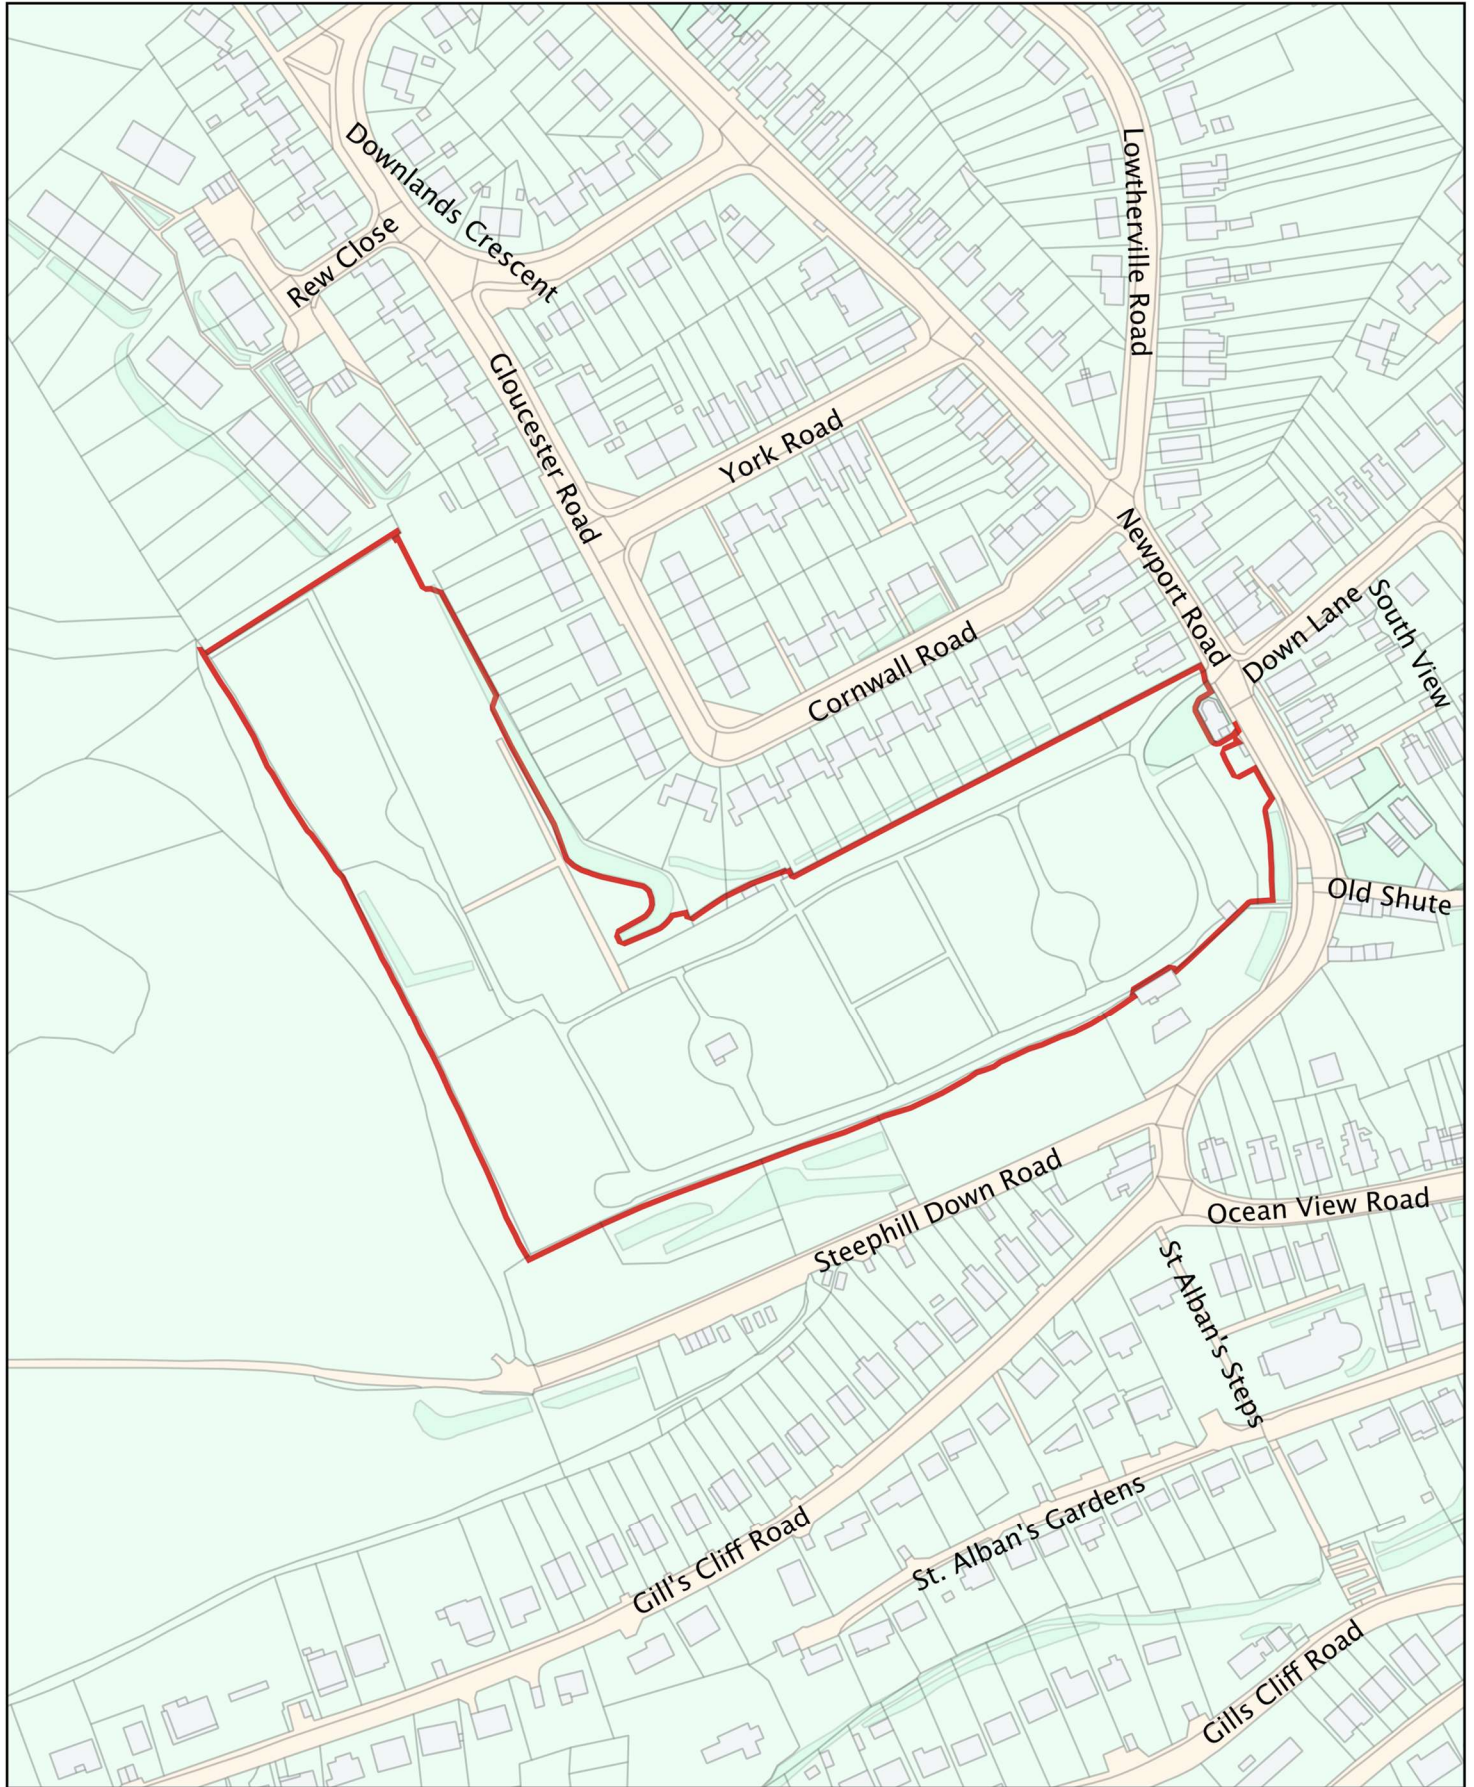 Downlands Crescent
Lowtherville Road
Rew Close
Gloucester Road
York Road
Newport Road
Down Lane
South View
Cornwall Road
Old Shute
Steephill Down Road
Ocean View Road
St Alban's Steps
Gill's Cliff Road
St. Alban's Gardens
Gills Cliff Road